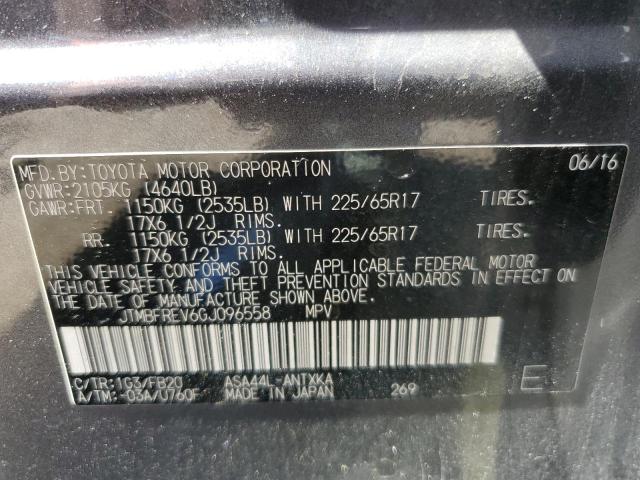 MFD.BY:TOYOTA MOTOR CORPORATION 06/16
GVWR:2105KG (4640LB)
GAWR:FRT. 1150KG (2535LB) WITH 225/65R17 TIRES.
17X6 1/2J RIMS.
RR. 1150KG (2535LB) WITH 225/65R17 TIRES.
17X6 1/2J RIMS.
THIS VEHICLE CONFORMS TO ALL APPLICABLE FEDERAL MOTOR
VEHICLE SAFETY AND THEFT PREVENTION STANDARDS IN EFFECT ON
THE DATE OF MANUFACTURE SHOWN ABOVE.
JTMBFREV6GJ096558 MPV
C/TR:1G3/FB20 ASA44L-ANTXKA
A/TM:-03A/U760F MADE IN JAPAN 269 E